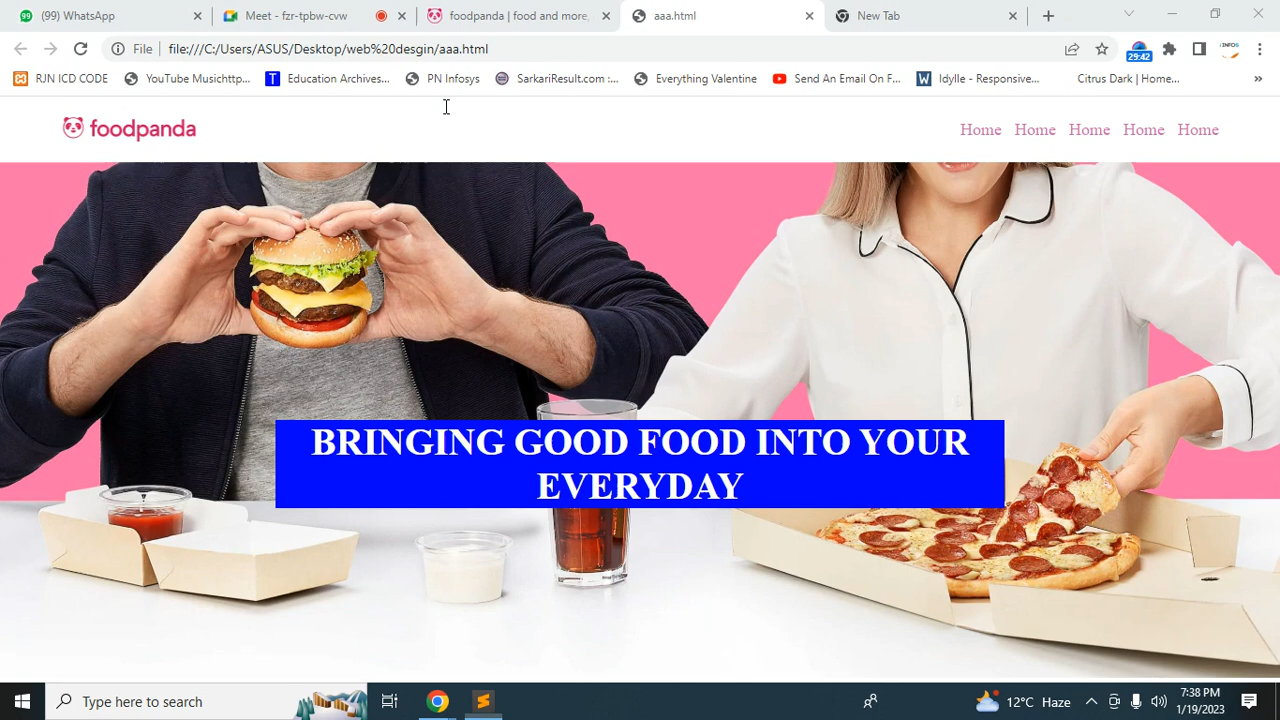 (99) WhatsApp
Meet - fzr-tpbw-cvw
foodpanda | food and more,
aaa.html
New Tab
File
file:///C:/Users/ASUS/Desktop/web%20desgin/aaa.html
29:42
INFOS
RJN ICD CODE
YouTube Musichttp...
Education Archives...
PN Infosys
SarkariResult.com :...
Everything Valentine
Send An Email On F...
Idylle - Responsive...
Citrus Dark | Home...
»
foodpanda
Home Home Home Home Home
BRINGING GOOD FOOD INTO YOUR
EVERYDAY
Type here to search
12°C Haze
7:38 PM
1/19/2023